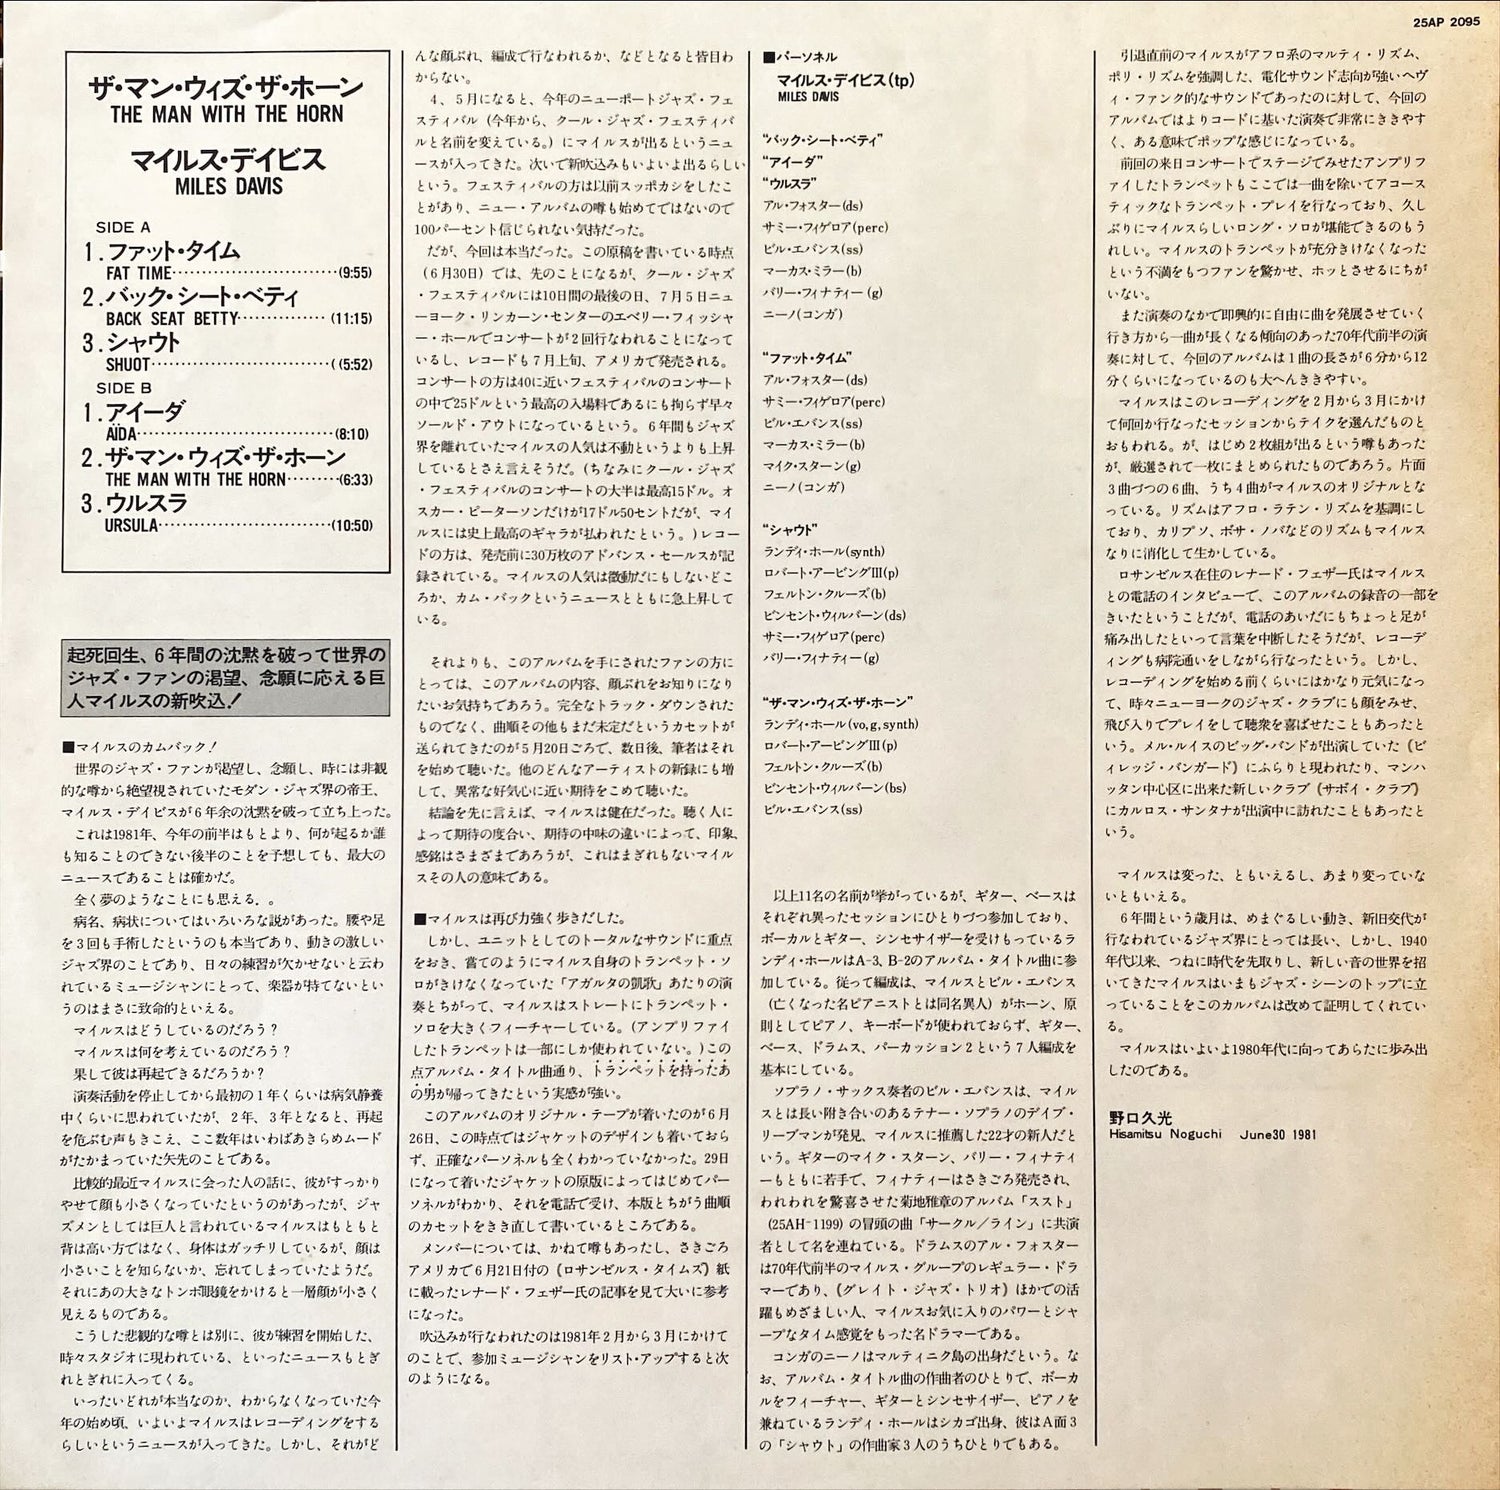 25AP 2095
ザ・マン・ウィズ・ザ・ホーン
THE MAN WITH THE HORN
マイルス・デイビス
MILES DAVIS
SIDE A
1. ファット・タイム
FAT TIME (9:55)
2. バック・シート・ベティ
BACK SEAT BETTY (11:15)
3. シャウト
SHUOT ( (5:52)
SIDE B
1. アイーダ
AÏDA (8:10)
2. ザ・マン・ウィズ・ザ・ホーン
THE MAN WITH THE HORN (6:33)
3. ウルスラ
URSULA (10:50)
起死回生、6年間の沈黙を破って世界の
ジャズ・ファンの渇望、念願に応える巨
人マイルスの新吹込!
■マイルスのカムバック!
世界のジャズ・ファンが渇望し、念願し、時には非観
的な噂から絶望視されていたモダン・ジャズ界の帝王、
マイルス・デイビスが6年余の沈黙を破って立ち上った。
これは1981年、今年の前半はもとより、何が起るか誰
も知ることのできない後半のことを予想しても、最大の
ニュースであることは確かだ。
全く夢のようなことにも思える．。
病名、病状についてはいろいろな説があった。腰や足
を3回も手術したというのも本当であり、動きの激しい
ジャズ界のことであり、日々の練習が欠かせないと云わ
れているミュージシャンにとって、楽器が持てないとい
うのはまさに致命的といえる。
マイルスはどうしているのだろう?
マイルスは何を考えているのだろう?
果して彼は再起できるだろうか?
演奏活動を停止してから最初の1年くらいは病気静養
中くらいに思われていたが、2年、3年となると、再起
を危ぶむ声もきこえ、ここ数年はいわばあきらめムード
がたかまっていた矢先のことである。
比較的最近マイルスに会った人の話に、彼がすっかり
やせて顔も小さくなっていたというのがあったが、ジャ
ズメンとしては巨人と言われているマイルスはもともと
背は高い方ではなく、身体はガッチリしているが、顔は
小さいことを知らないか、忘れてしまっていたようだ。
それにあの大きなトンボ眼鏡をかけると一層顔が小さく
見えるものである。
こうした悲観的な噂とは別に、彼が練習を開始した、
時々スタジオに現われている、といったニュースもとぎ
れとぎれに入ってくる。
いったいどれが本当なのか、わからなくなっていた今
年の始め頃、いよいよマイルスはレコーディングをする
らしいというニュースが入ってきた。しかし、それがど
んな顔ぶれ、編成で行なわれるか、などとなると皆目わ
からない。
4、5月になると、今年のニューポートジャズ・フェ
スティバル（今年から、クール・ジャズ・フェスティバ
ルと名前を変えている。）にマイルスが出るというニュ
ースが入ってきた。次いで新吹込みもいよいよ出るらしい
という。フェスティバルの方は以前スッポカシをしたこ
とがあり、ニュー・アルバムの噂も始めてではないので
100パーセント信じられない気持だった。
だが、今回は本当だった。この原稿を書いている時点
（6月30日）では、先のことになるが、クール・ジャズ
・フェスティバルには10日間の最後の日、7月5日ニュ
ーヨーク・リンカーン・センターのエベリー・フィッシャ
ー・ホールでコンサートが2回行なわれることになって
いるし、レコードも7月上旬、アメリカで発売される。
コンサートの方は40に近いフェスティバルのコンサート
の中で25ドルという最高の入場料であるにも拘らず早々
ソールド・アウトになっているという。6年間もジャズ
界を離れていたマイルスの人気は不動というよりも上昇
しているとさえ言えそうだ。(ちなみにクール・ジャズ
・フェスティバルのコンサートの大半は最高15ドル。オ
スカー・ピーターソンだけが17ドル50セントだが、マイ
ルスには史上最高のギャラが払われたという。)レコー
ドの方は、発売前に30万枚のアドバンス・セールスが記
録されている。マイルスの人気は微動だにもしないどこ
ろか、カム・バックというニュースとともに急上昇して
いる。
それよりも、このアルバムを手にされたファンの方に
とっては、このアルバムの内容、顔ぶれをお知りになり
たいお気持ちであろう。完全なトラック・ダウンされた
ものでなく、曲順その他もまだ未定だというカセットが
送られてきたのが5月20日ごろで、数日後、筆者はそれ
を始めて聴いた。他のどんなアーティストの新録にも増
して、異常な好気心に近い期待をこめて聴いた。
結論を先に言えば、マイルスは健在だった。聴く人に
よって期待の度合い、期待の中味の違いによって、印象、
感銘はさまざまであろうが、これはまぎれもないマイル
スその人の意味である。
■マイルスは再び力強く歩きだした。
しかし、ユニットとしてのトータルなサウンドに重点
をおき、嘗てのようにマイルス自身のトランペット・ソ
ロがきけなくなっていた「アガルタの凱歌」あたりの演
奏とちがって、マイルスはストレートにトランペット・
ソロを大きくフィーチャーしている。(アンプリファイ
したトランペットは一部にしか使われていない。)この
点アルバム・タイトル曲通り、トランペットを持ったあ
の男が帰ってきたという実感が強い。
このアルバムのオリジナル・テープが着いたのが6月
26日、この時点ではジャケットのデザインも着いておら
ず、正確なパーソネルも全くわかっていなかった。29日
になって着いたジャケットの原版によってはじめてパー
ソネルがわかり、それを電話で受け、本版とちがう曲順
のカセットをきき直して書いているところである。
メンバーについては、かねて噂もあったし、さきごろ
アメリカで6月21日付の《ロサンゼルス・タイムズ》紙
に載ったレナード・フェザー氏の記事を見て大いに参考
になった。
吹込みが行なわれたのは1981年2月から3月にかけて
のことで、参加ミュージシャンをリスト・アップすると次
のようになる。
■パーソネル
マイルス・デイビス(tp)
MILES DAVIS
“バック・シート・ベティ”
“アイーダ”
“ウルスラ”
アル・フォスター(ds)
サミー・フィゲロア(perc)
ビル・エバンス(ss)
マーカス・ミラー(b)
バリー・フィナティー(g)
ニーノ(コンガ)
“ファット・タイム”
アル・フォスター(ds)
サミー・フィゲロア(perc)
ビル・エバンス(ss)
マーカス・ミラー(b)
マイク・スターン(g)
ニーノ(コンガ)
“シャウト”
ランディ・ホール(synth)
ロバート・アービングIII(p)
フェルトン・クルーズ(b)
ビンセント・ウィルバーン(ds)
サミー・フィゲロア(perc)
バリー・フィナティー(g)
“ザ・マン・ウィズ・ザ・ホーン”
ランディ・ホール(vo,g,synth)
ロバート・アービングIII(p)
フェルトン・クルーズ(b)
ビンセント・ウィルバーン(bs)
ビル・エバンス(ss)
以上11名の名前が挙がっているが、ギター、ベースは
それぞれ異ったセッションにひとりづつ参加しており、
ボーカルとギター、シンセサイザーを受けもっているラ
ンディ・ホールはA-3、B-2のアルバム・タイトル曲に参
加している。従って編成は、マイルスとビル・エバンス
（亡くなった名ピアニストとは同名異人）がホーン、原
則としてピアノ、キーボードが使われておらず、ギター、
ベース、ドラムス、パーカッション2という7人編成を
基本にしている。
ソプラノ・サックス奏者のビル・エバンスは、マイル
スとは長い附き合いのあるテナー・ソプラノのデイブ・
リーブマンが発見、マイルスに推薦した22才の新人だと
いう。ギターのマイク・スターン、バリー・フィナティ
ーもともに若手で、フィナティーはさきごろ発売され、
われわれを驚喜させた菊地雅章のアルバム「ススト」
(25AH-1199) の冒頭の曲「サークル／ライン」に共演
者として名を連ねている。ドラムスのアル・フォスター
は70年代前半のマイルス・グループのレギュラー・ドラ
マーであり、《グレイト・ジャズ・トリオ》ほかでの活
躍もめざましい人、マイルスお気に入りのパワーとシャ
ープなタイム感覚をもった名ドラマーである。
コンガのニーノはマルティニク島の出身だという。な
お、アルバム・タイトル曲の作曲者のひとりで、ボーカ
ルをフィーチャー、ギターとシンセサイザー、ピアノを
兼ねているランディ・ホールはシカゴ出身、彼はA面3
の「シャウト」の作曲家3人のうちひとりでもある。
引退直前のマイルスがアフロ系のマルティ・リズム、
ポリ・リズムを強調した、電化サウンド志向が強いヘヴ
ィ・ファンク的なサウンドであったのに対して、今回の
アルバムではよりコードに基いた演奏で非常にききやす
く、ある意味でポップな感じになっている。
前回の来日コンサートでステージでみせたアンプリフ
ァイしたトランペットもここでは一曲を除いてアコース
ティックなトランペット・プレイを行なっており、久し
ぶりにマイルスらしいロング・ソロが堪能できるのもう
れしい。マイルスのトランペットが充分きけなくなった
という不満をもつファンを驚かせ、ホッとさせるにちが
いない。
また演奏のなかで即興的に自由に曲を発展させていく
行き方から一曲が長くなる傾向のあった70年代前半の演
奏に対して、今回のアルバムは1曲の長さが6分から12
分くらいになっているのも大へんききやすい。
マイルスはこのレコーディングを2月から3月にかけ
て何回か行なったセッションからテイクを選んだものと
おもわれる。が、はじめ2枚組が出るという噂もあった
が、厳選されて一枚にまとめられたものであろう。片面
3曲づつの6曲、うち4曲がマイルスのオリジナルとな
っている。リズムはアフロ・ラテン・リズムを基調にし
ており、カリプソ、ボサ・ノバなどのリズムもマイルス
なりに消化して生かしている。
ロサンゼルス在住のレナード・フェザー氏はマイルス
との電話のインタビューで、このアルバムの録音の一部を
きいたということだが、電話のあいだにもちょっと足が
痛み出したといって言葉を中断したそうだが、レコーデ
ィングも病院通いをしながら行なったという。しかし、
レコーディングを始める前くらいにはかなり元気になっ
て、時々ニューヨークのジャズ・クラブにも顔をみせ、
飛び入りでプレイをして聴衆を喜ばせたこともあったと
いう。メル・ルイスのビッグ・バンドが出演していた《ビ
ィレッジ・バンガード》にふらりと現われたり、マンハ
ッタン中心区に出来た新しいクラブ《サボイ・クラブ》
にカルロス・サンタナが出演中に訪れたこともあったと
いう。
マイルスは変った、ともいえるし、あまり変っていな
いともいえる。
6年間という歳月は、めまぐるしい動き、新旧交代が
行なわれているジャズ界にとっては長い、しかし、1940
年代以来、つねに時代を先取りし、新しい音の世界を招
いてきたマイルスはいまもジャズ・シーンのトップに立
っていることをこのカルバムは改めて証明してくれてい
る。
マイルスはいよいよ1980年代に向ってあらたに歩み出
したのである。
野口久光
Hisamitsu Noguchi June30 1981